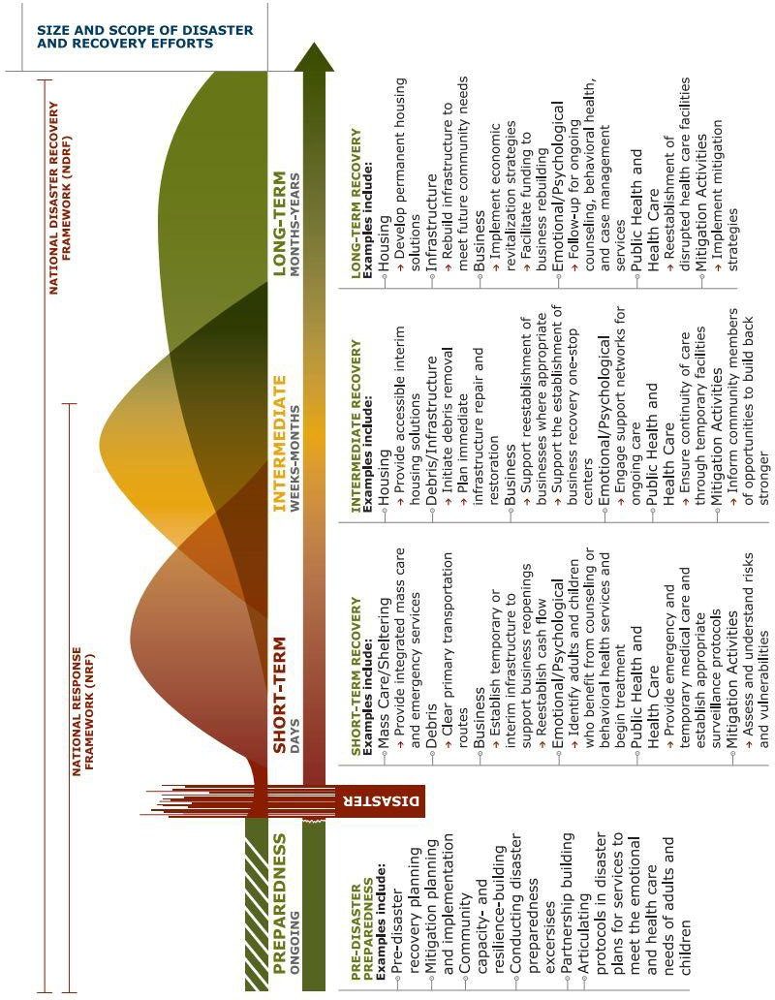 SIZE AND SCOPE OF DISASTER
AND RECOVERY EFFORTS
NATIONAL DISASTER RECOVERY
FRAMEWORK (NDRF)
NATIONAL RESPONSE
FRAMEWORK (NRF)
PREPAREDNESS
ONGOING
DISASTER
SHORT-TERM
DAYS
INTERMEDIATE
WEEKS-MONTHS
LONG-TERM
MONTHS-YEARS
PRE-DISASTER
PREPAREDNESS
Examples include:
Pre-disaster
recovery planning
Mitigation planning
and implementation
Community
capacity- and
resilience-building
Conducting disaster
preparedness
excersises
Partnership building
Articulating
protocols in disaster
plans for services to
meet the emotional
and health care
needs of adults and
children
SHORT-TERM RECOVERY
Examples include:
Mass Care/Sheltering
→ Provide integrated mass care
and emergency services
Debris
→ Clear primary transportation
routes
Business
→ Establish temporary or
interim infrastructure to
support business reopenings
→ Reestablish cash flow
Emotional/Psychological
→ Identify adults and children
who benefit from counseling or
behavioral health services and
begin treatment
Public Health and
Health Care
→ Provide emergency and
temporary medical care and
establish appropriate
surveillance protocols
Mitigation Activities
→ Assess and understand risks
and vulnerabilities
INTERMEDIATE RECOVERY
Examples include:
Housing
→ Provide accessible interim
housing solutions
Debris/Infrastructure
→ Initiate debris removal
→ Plan immediate
infrastructure repair and
restoration
Business
→ Support reestablishment of
businesses where appropriate
→ Support the establishment of
business recovery one-stop
centers
Emotional/Psychological
→ Engage support networks for
ongoing care
Public Health and
Health Care
→ Ensure continuity of care
through temporary facilities
Mitigation Activities
→ Inform community members
of opportunities to build back
stronger
LONG-TERM RECOVERY
Examples include:
Housing
→ Develop permanent housing
solutions
Infrastructure
→ Rebuild infrastructure to
meet future community needs
Business
→ Implement economic
revitalization strategies
→ Facilitate funding to
business rebuilding
Emotional/Psychological
→ Follow-up for ongoing
counseling, behavioral health,
and case management
services
Public Health and
Health Care
→ Reestablishment of
disrupted health care facilities
Mitigation Activities
→ Implement mitigation
strategies